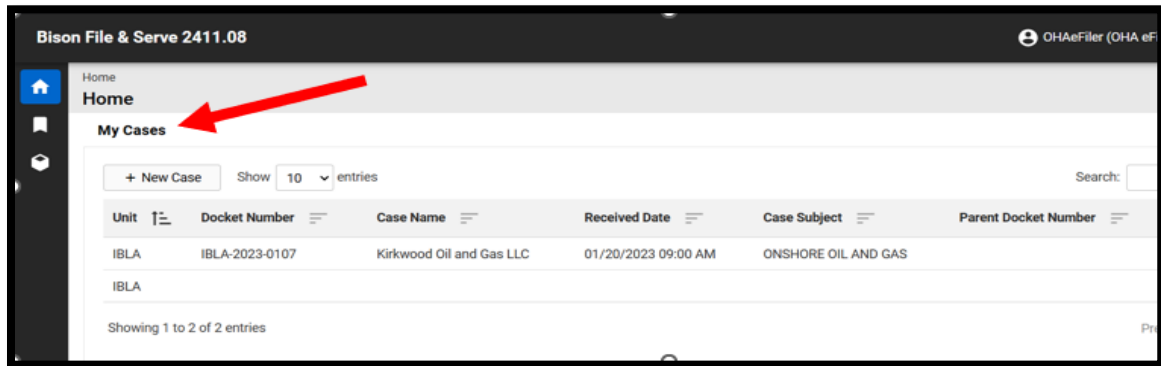 Bison File & Serve 2411.08 OHAeFiler (OHA eFi
Home
Home
My Cases
+ New Case Show 10 entries Search:
Unit Docket Number Case Name Received Date Case Subject Parent Docket Number
IBLA IBLA-2023-0107 Kirkwood Oil and Gas LLC 01/20/2023 09:00 AM ONSHORE OIL AND GAS
IBLA
Showing 1 to 2 of 2 entries Pre